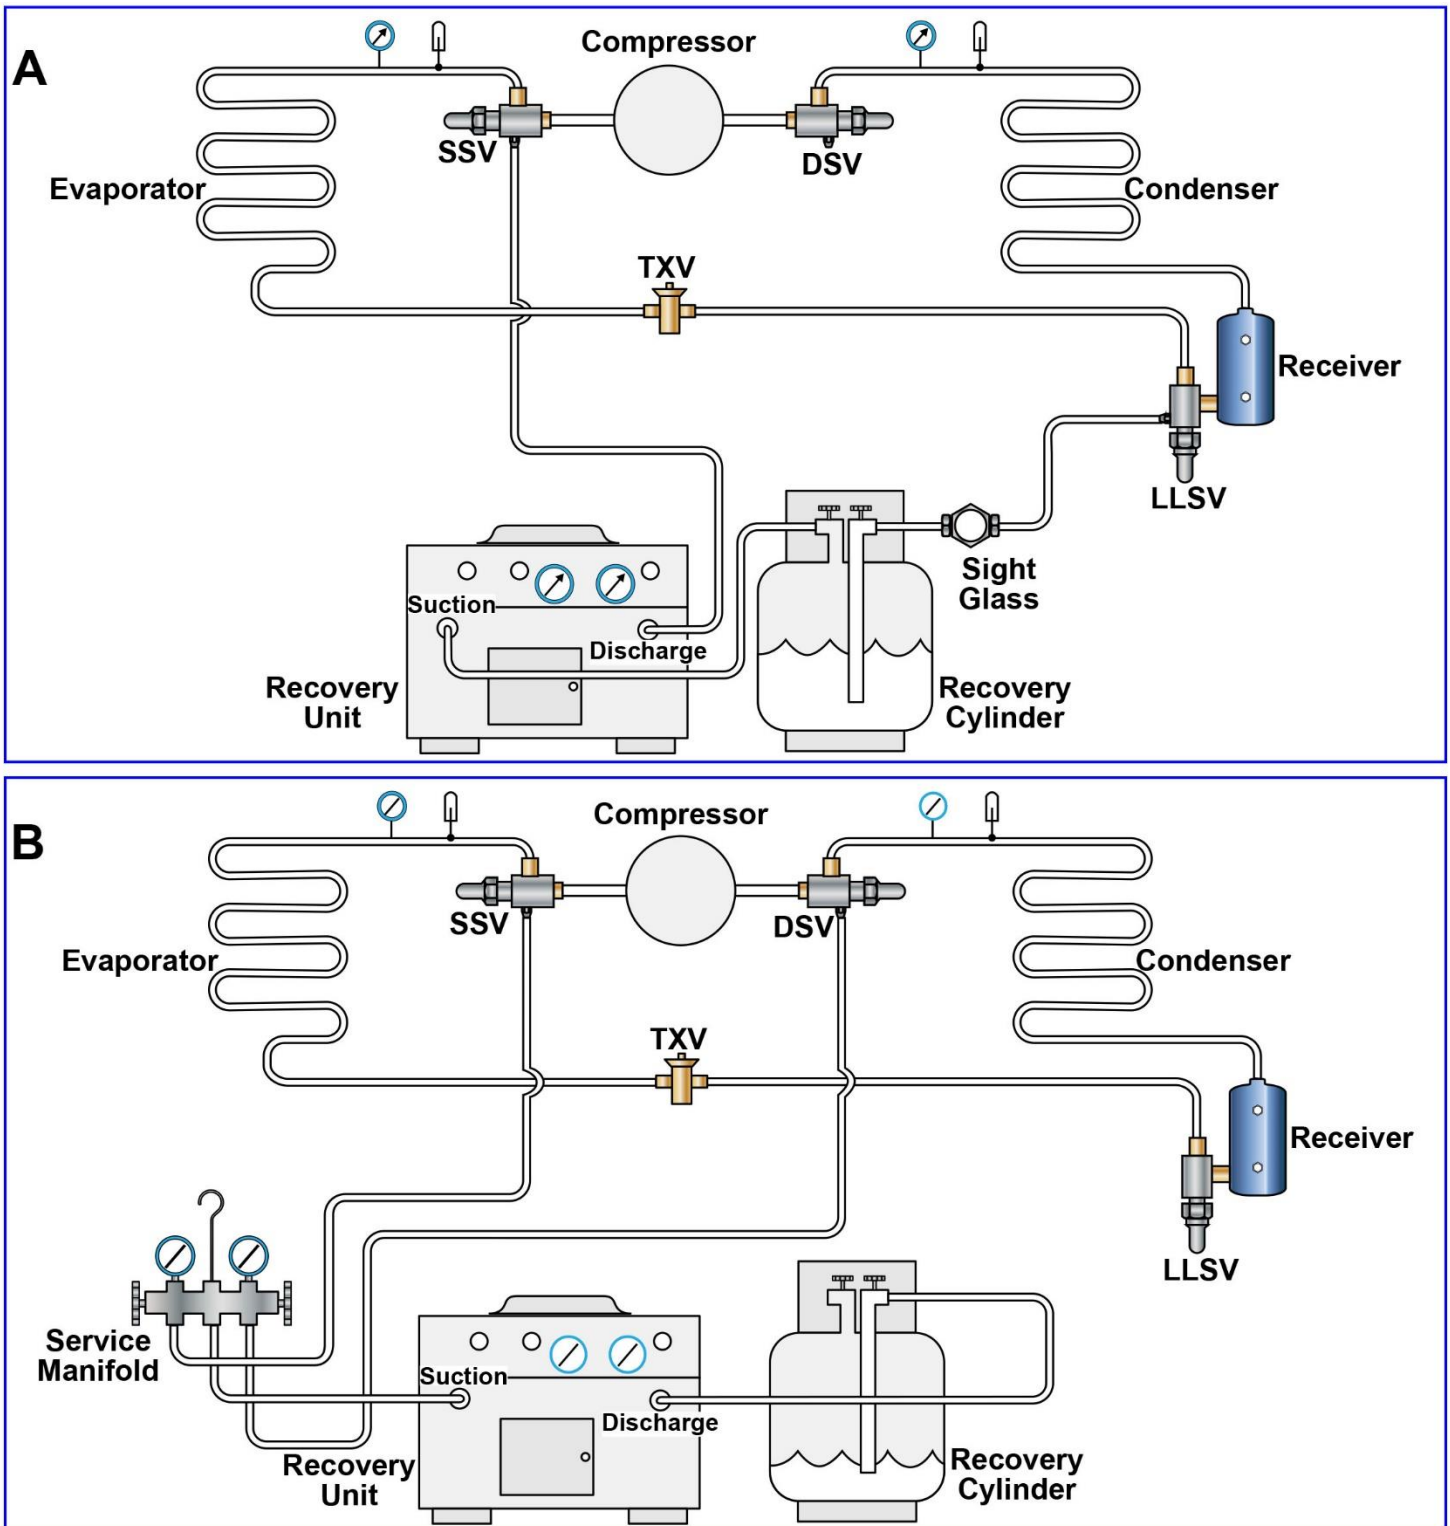 A
Compressor
SSV
DSV
Evaporator
Condenser
TXV
Receiver
LLSV
Sight
Glass
Suction
Discharge
Recovery
Unit
Recovery
Cylinder
B
Compressor
SSV
DSV
Evaporator
Condenser
TXV
Receiver
LLSV
Service
Manifold
Suction
Discharge
Recovery
Unit
Recovery
Cylinder